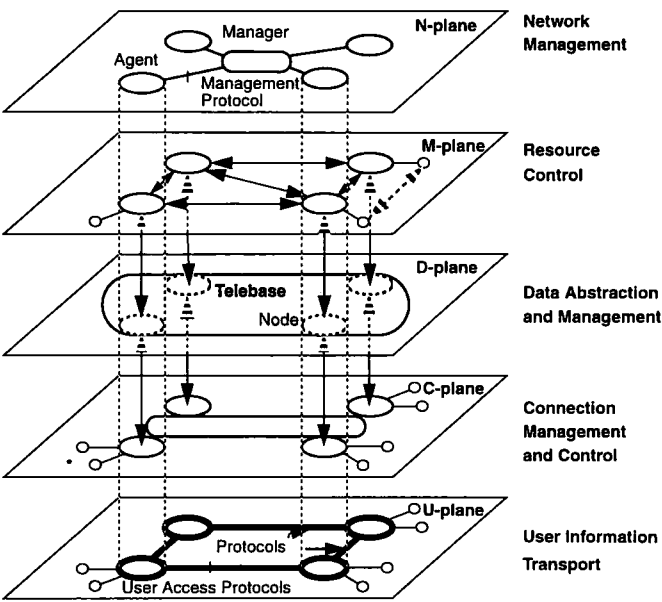 N-plane
Network
Management
Manager
Agent
Management
Protocol
M-plane
Resource
Control
D-plane
Telebase
Node
Data Abstraction
and Management
C-plane
Connection
Management
and Control
U-plane
Protocols
User Access Protocols
User Information
Transport